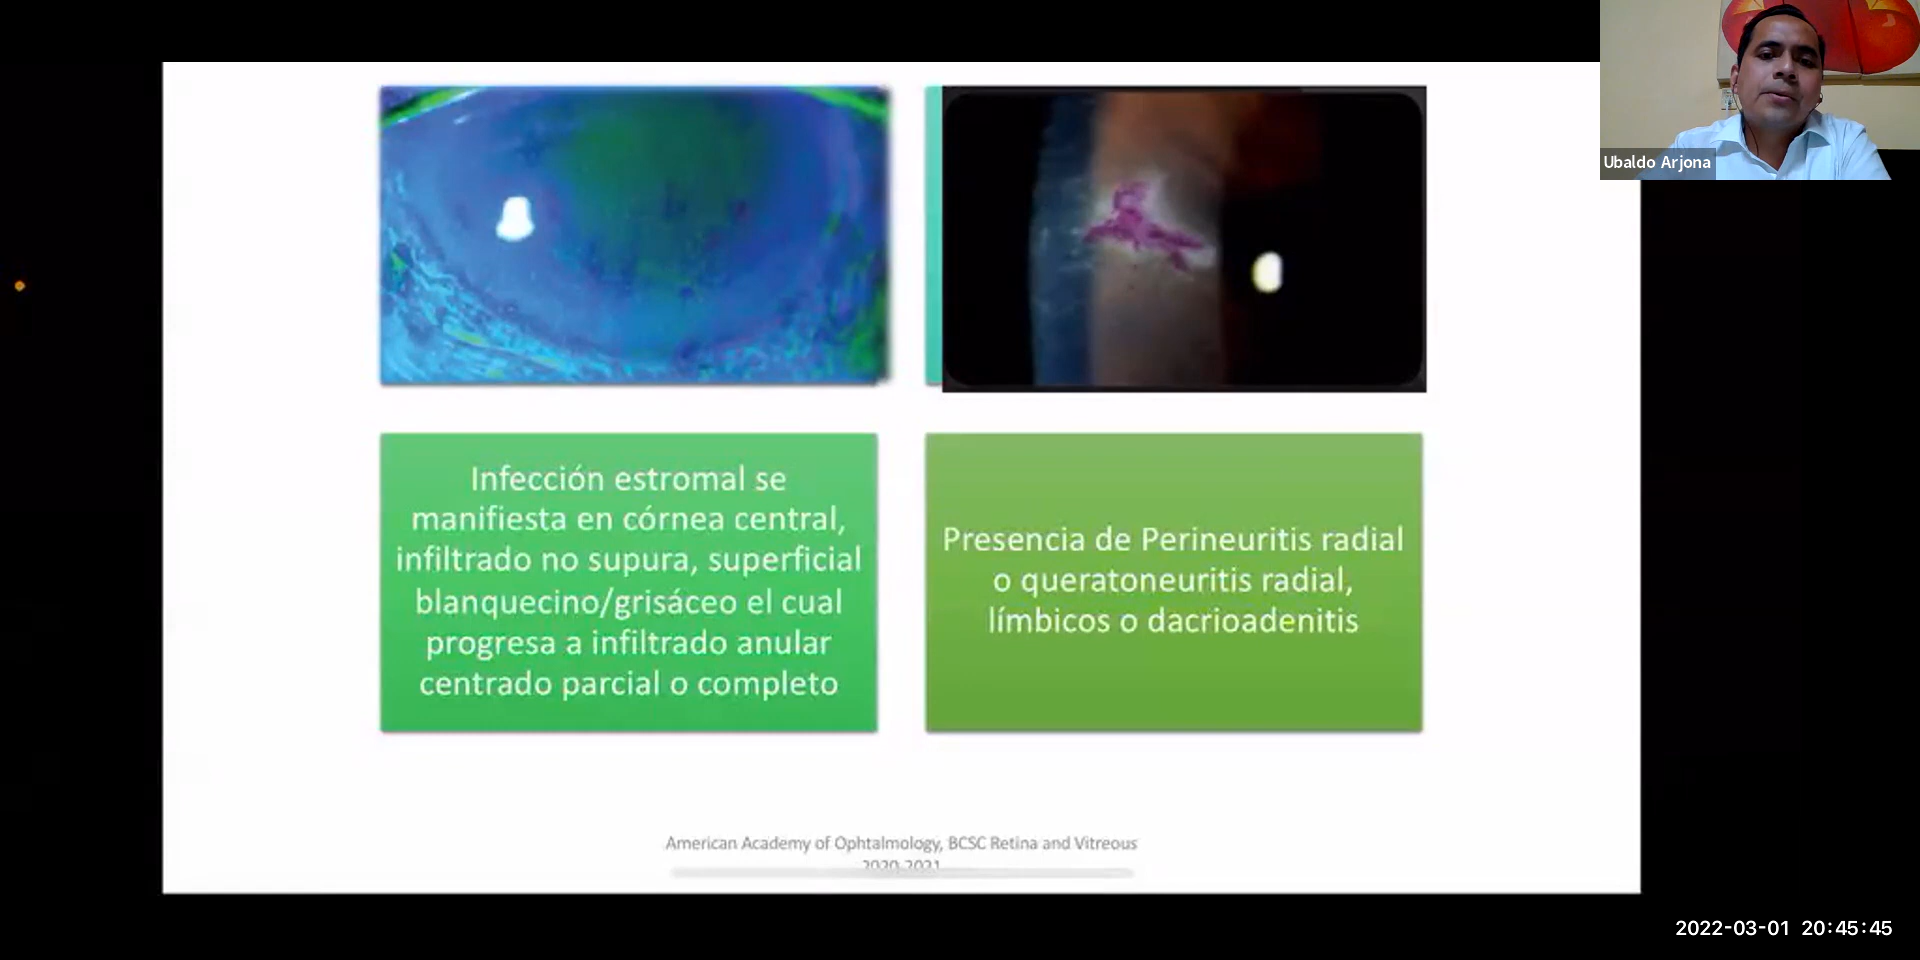 Ubaldo Arjona
Infección estromal se
manifiesta en córnea central,
infiltrado no supura, superficial
blanquecino/grisáceo el cual
progresa a infiltrado anular
centrado parcial o completo
Presencia de Perineuritis radial
o queratoneuritis radial,
límbicos o dacrioadenitis
American Academy of Ophtalmology, BCSC Retina and Vitreous
2020-2021
2022-03-01 20:45:45